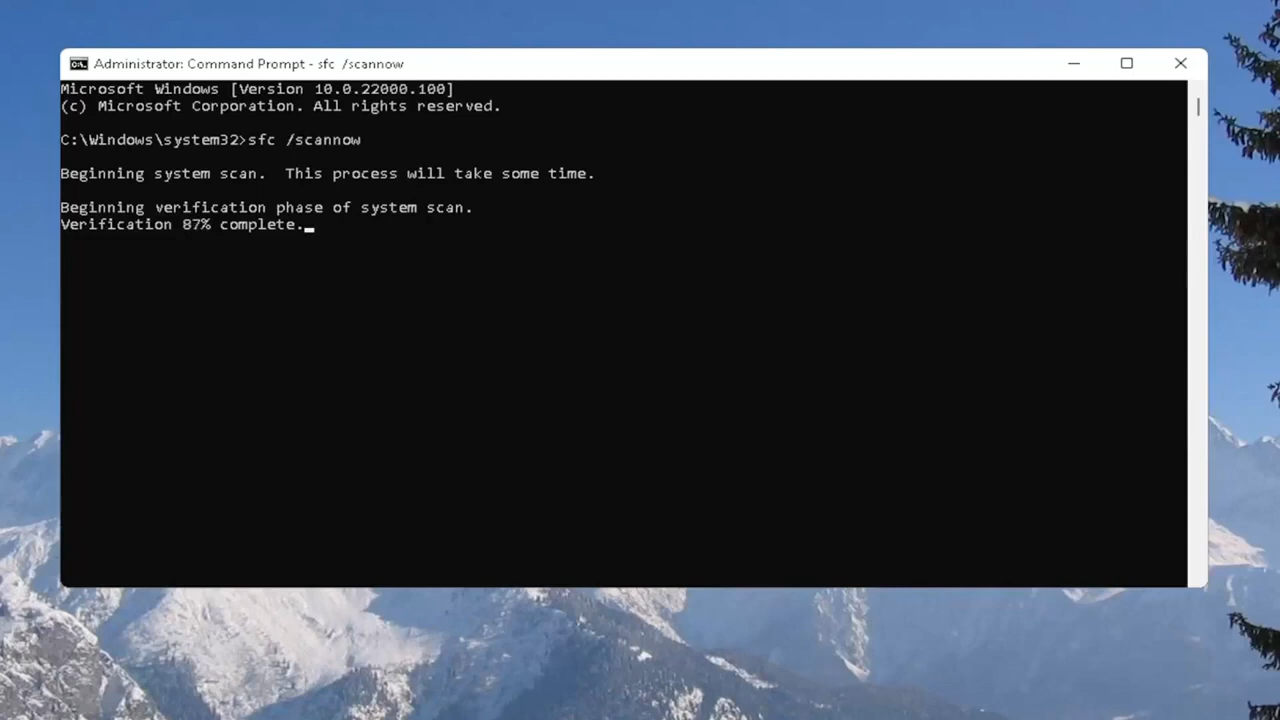 Administrator: Command Prompt - sfc  /scannow
Microsoft Windows [Version 10.0.22000.100]
(c) Microsoft Corporation. All rights reserved.
C:\Windows\system32>sfc /scannow
Beginning system scan.  This process will take some time.
Beginning verification phase of system scan.
Verification 87% complete.